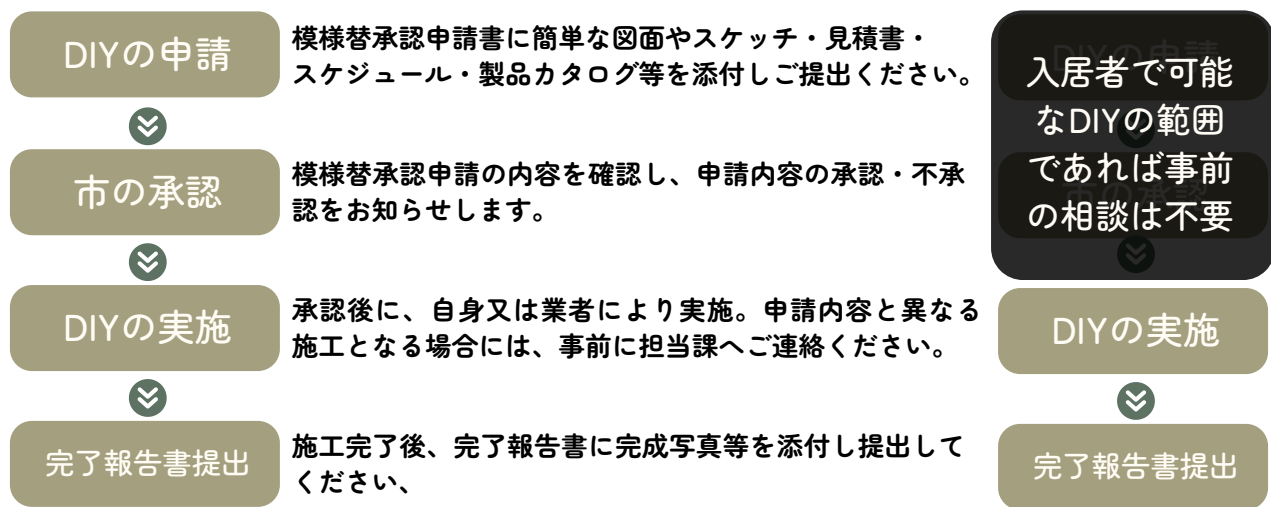 DIYの申請
模様替承認申請書に簡単な図面やスケッチ・見積書・
スケジュール・製品カタログ等を添付しご提出ください。
市の承認
模様替承認申請の内容を確認し、申請内容の承認・不承
認をお知らせします。
DIYの実施
承認後に、自身又は業者により実施。申請内容と異なる
施工となる場合には、事前に担当課へご連絡ください。
完了報告書提出
施工完了後、完了報告書に完成写真等を添付し提出して
ください、
DIYの申請
市の承認
入居者で可能
なDIYの範囲
であれば事前
の相談は不要
DIYの実施
完了報告書提出